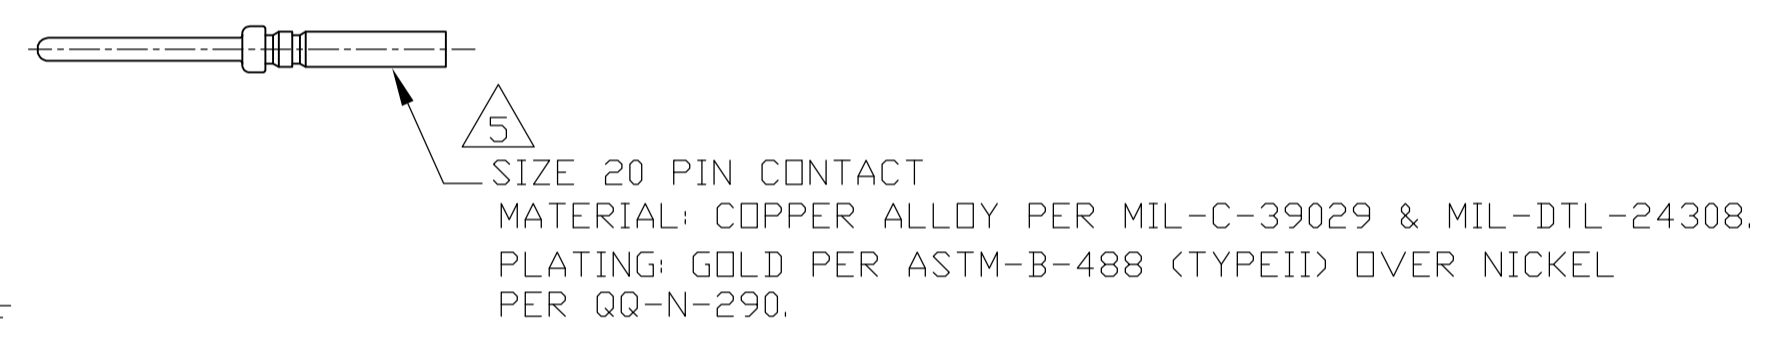 5
SIZE 20 PIN CONTACT
MATERIAL: COPPER ALLOY PER MIL-C-39029 & MIL-DTL-24308.
PLATING: GOLD PER ASTM-B-488 (TYPEII) OVER NICKEL
PER QQ-N-290.